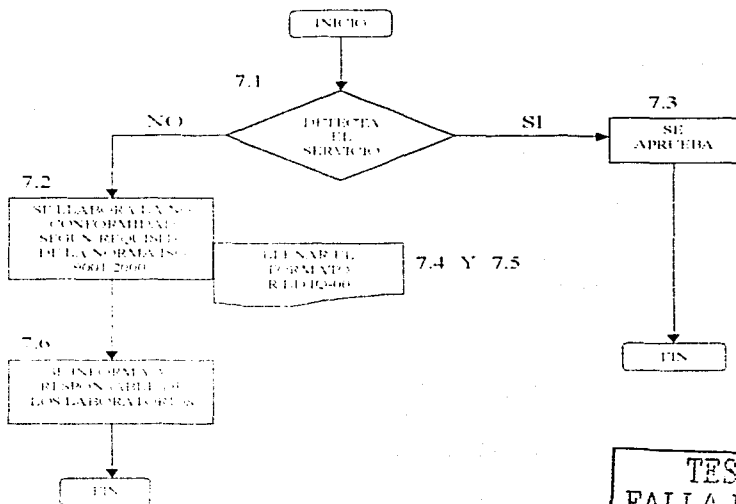 INICIO
7.1
DETECTA
EL
SERVICIO
NO
SI
7.3
SE
APRUEBA
7.2
SE ELABORA LA NO
CONFORMIDAD
SEGUN REQUISITO
DE LA NORMA ISO
9001-2000
LLENAR EL
FORMATO
7.4 Y 7.5
7.6
SE INFORMA A
RESPONSABLE DE
LOS LABORATORIOS
FIN
FIN
FALLA